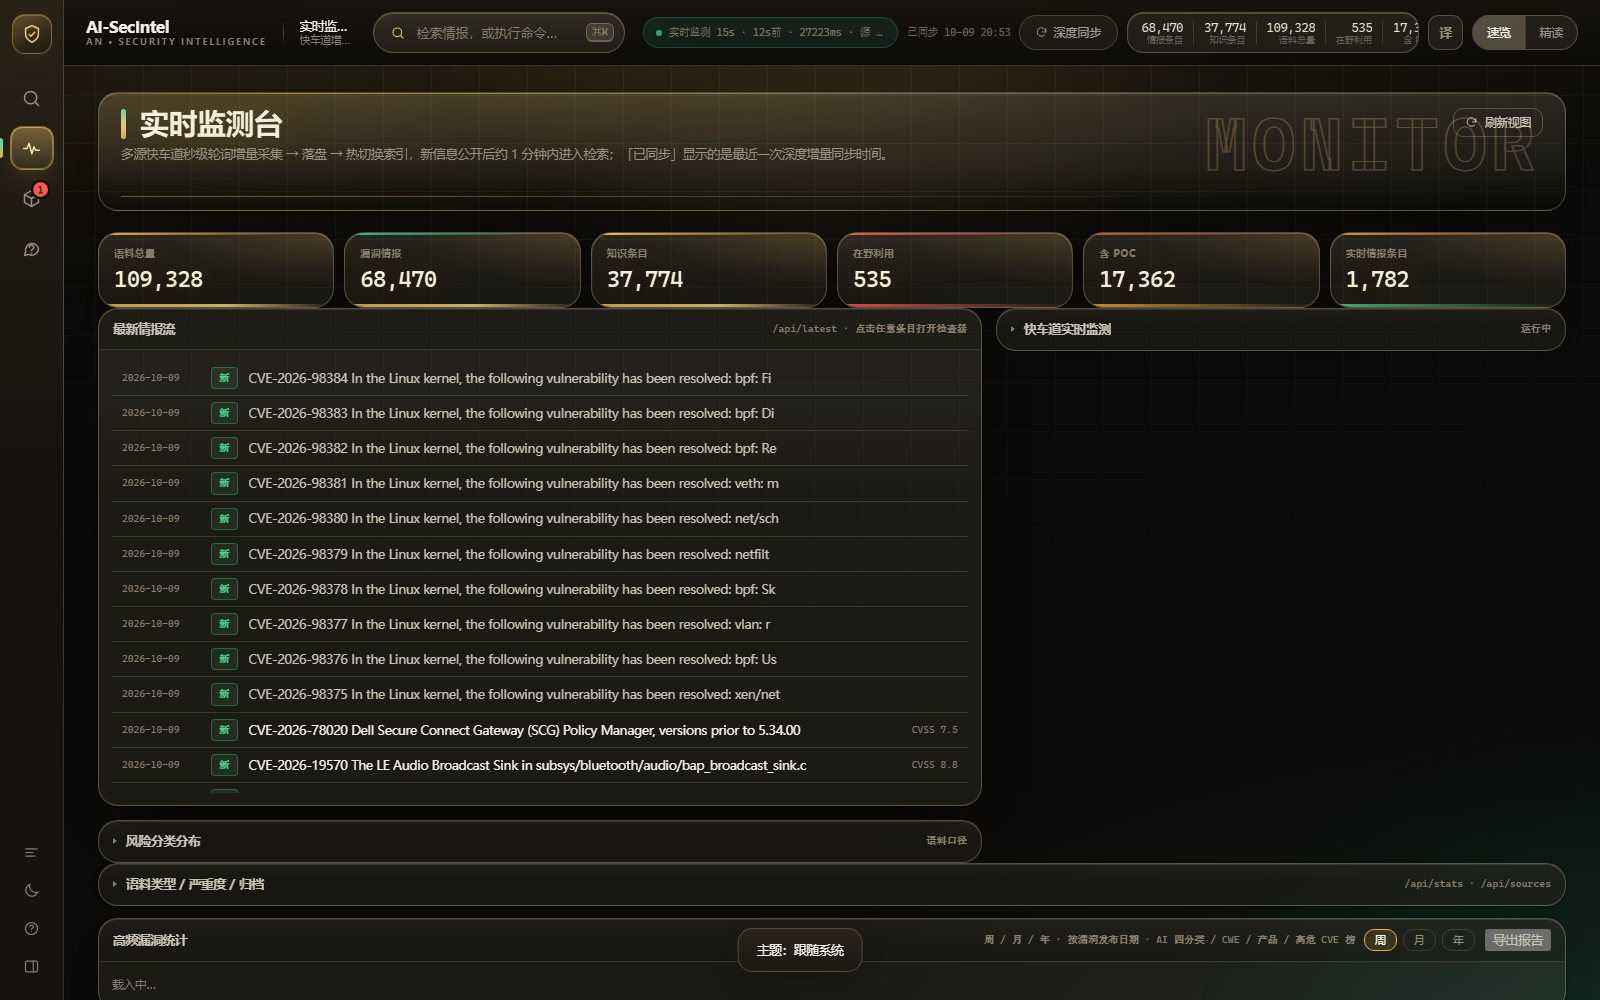 AI-SecIntel
AN • SECURITY INTELLIGENCE
实时监...
快车道增...
检索情报，或执行命令...
⌘K
实时监测 15s · 12s前 · 27223ms · 源 …
已同步 10-09 20:53
深度同步
68,470 情报条目
37,774 知识条目
109,328 语料总量
535 在野利用
译
速览
精读
1
实时监测台
多源快车道秒级轮询增量采集 → 落盘 → 热切换索引，新信息公开后约 1 分钟内进入检索；「已同步」显示的是最近一次深度增量同步时间。
MONITOR
刷新视图
语料总量
109,328
漏洞情报
68,470
知识条目
37,774
在野利用
535
含 POC
17,362
实时情报条目
1,782
最新情报流
/api/latest · 点击任意条目打开检查器
2026-10-09 新 CVE-2026-98384 In the Linux kernel, the following vulnerability has been resolved: bpf: Fi
2026-10-09 新 CVE-2026-98383 In the Linux kernel, the following vulnerability has been resolved: bpf: Di
2026-10-09 新 CVE-2026-98382 In the Linux kernel, the following vulnerability has been resolved: bpf: Re
2026-10-09 新 CVE-2026-98381 In the Linux kernel, the following vulnerability has been resolved: veth: m
2026-10-09 新 CVE-2026-98380 In the Linux kernel, the following vulnerability has been resolved: net/sch
2026-10-09 新 CVE-2026-98379 In the Linux kernel, the following vulnerability has been resolved: netfilt
2026-10-09 新 CVE-2026-98378 In the Linux kernel, the following vulnerability has been resolved: bpf: Sk
2026-10-09 新 CVE-2026-98377 In the Linux kernel, the following vulnerability has been resolved: vlan: r
2026-10-09 新 CVE-2026-98376 In the Linux kernel, the following vulnerability has been resolved: bpf: Us
2026-10-09 新 CVE-2026-98375 In the Linux kernel, the following vulnerability has been resolved: xen/net
2026-10-09 新 CVE-2026-78020 Dell Secure Connect Gateway (SCG) Policy Manager, versions prior to 5.34.00 CVSS 7.5
2026-10-09 新 CVE-2026-19570 The LE Audio Broadcast Sink in subsys/bluetooth/audio/bap_broadcast_sink.c CVSS 8.8
快车道实时监测
运行中
风险分类分布
语料口径
语料类型 / 严重度 / 归档
/api/stats · /api/sources
高频漏洞统计
周 / 月 / 年 · 按漏洞发布日期 · AI 四分类 / CWE / 产品 / 高危 CVE 榜
周
月
年
导出报告
载入中...
主题：跟随系统